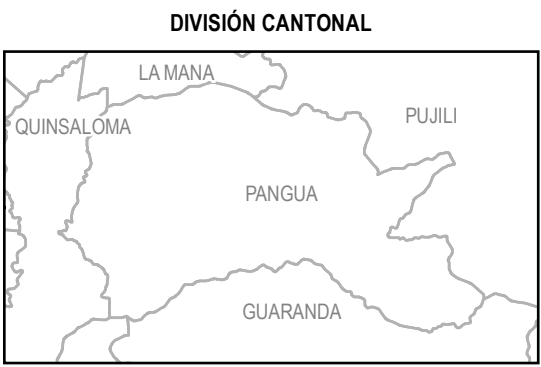 DIVISIÓN CANTONAL
LA MANA
QUINSALOMA
PUJILI
PANGUA
GUARANDA